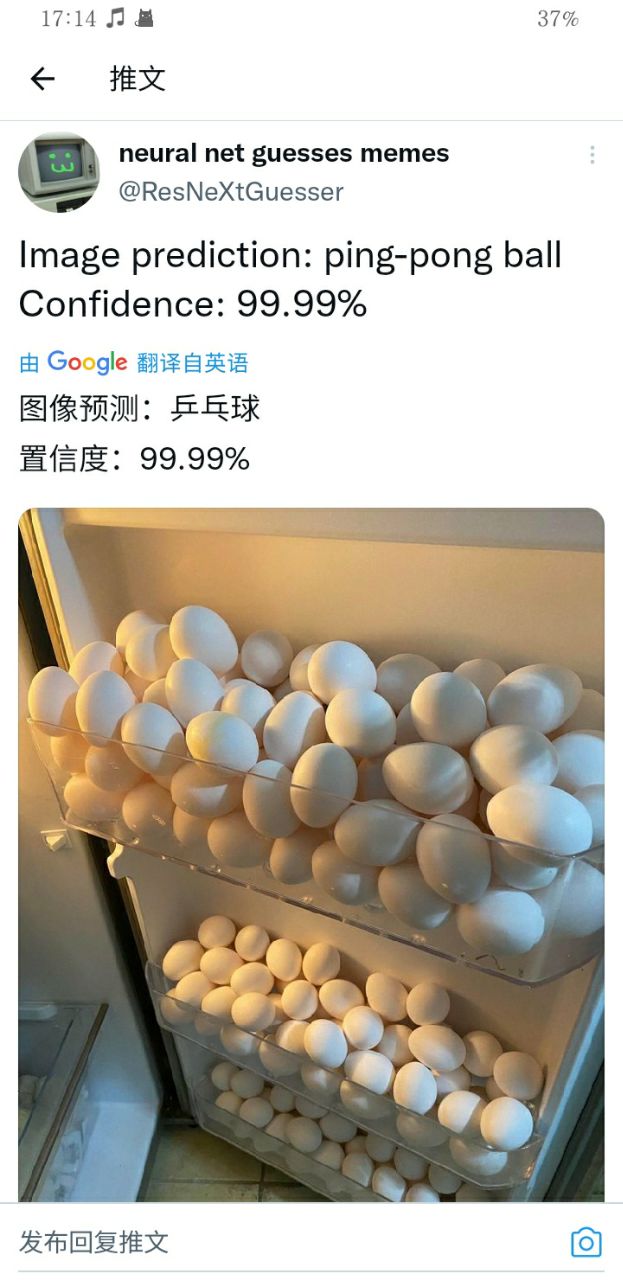 17:14
37%
推文
neural net guesses memes
@ResNeXtGuesser
Image prediction: ping-pong ball
Confidence: 99.99%
由 Google 翻译自英语
图像预测：乒乓球
置信度：99.99%
发布回复推文